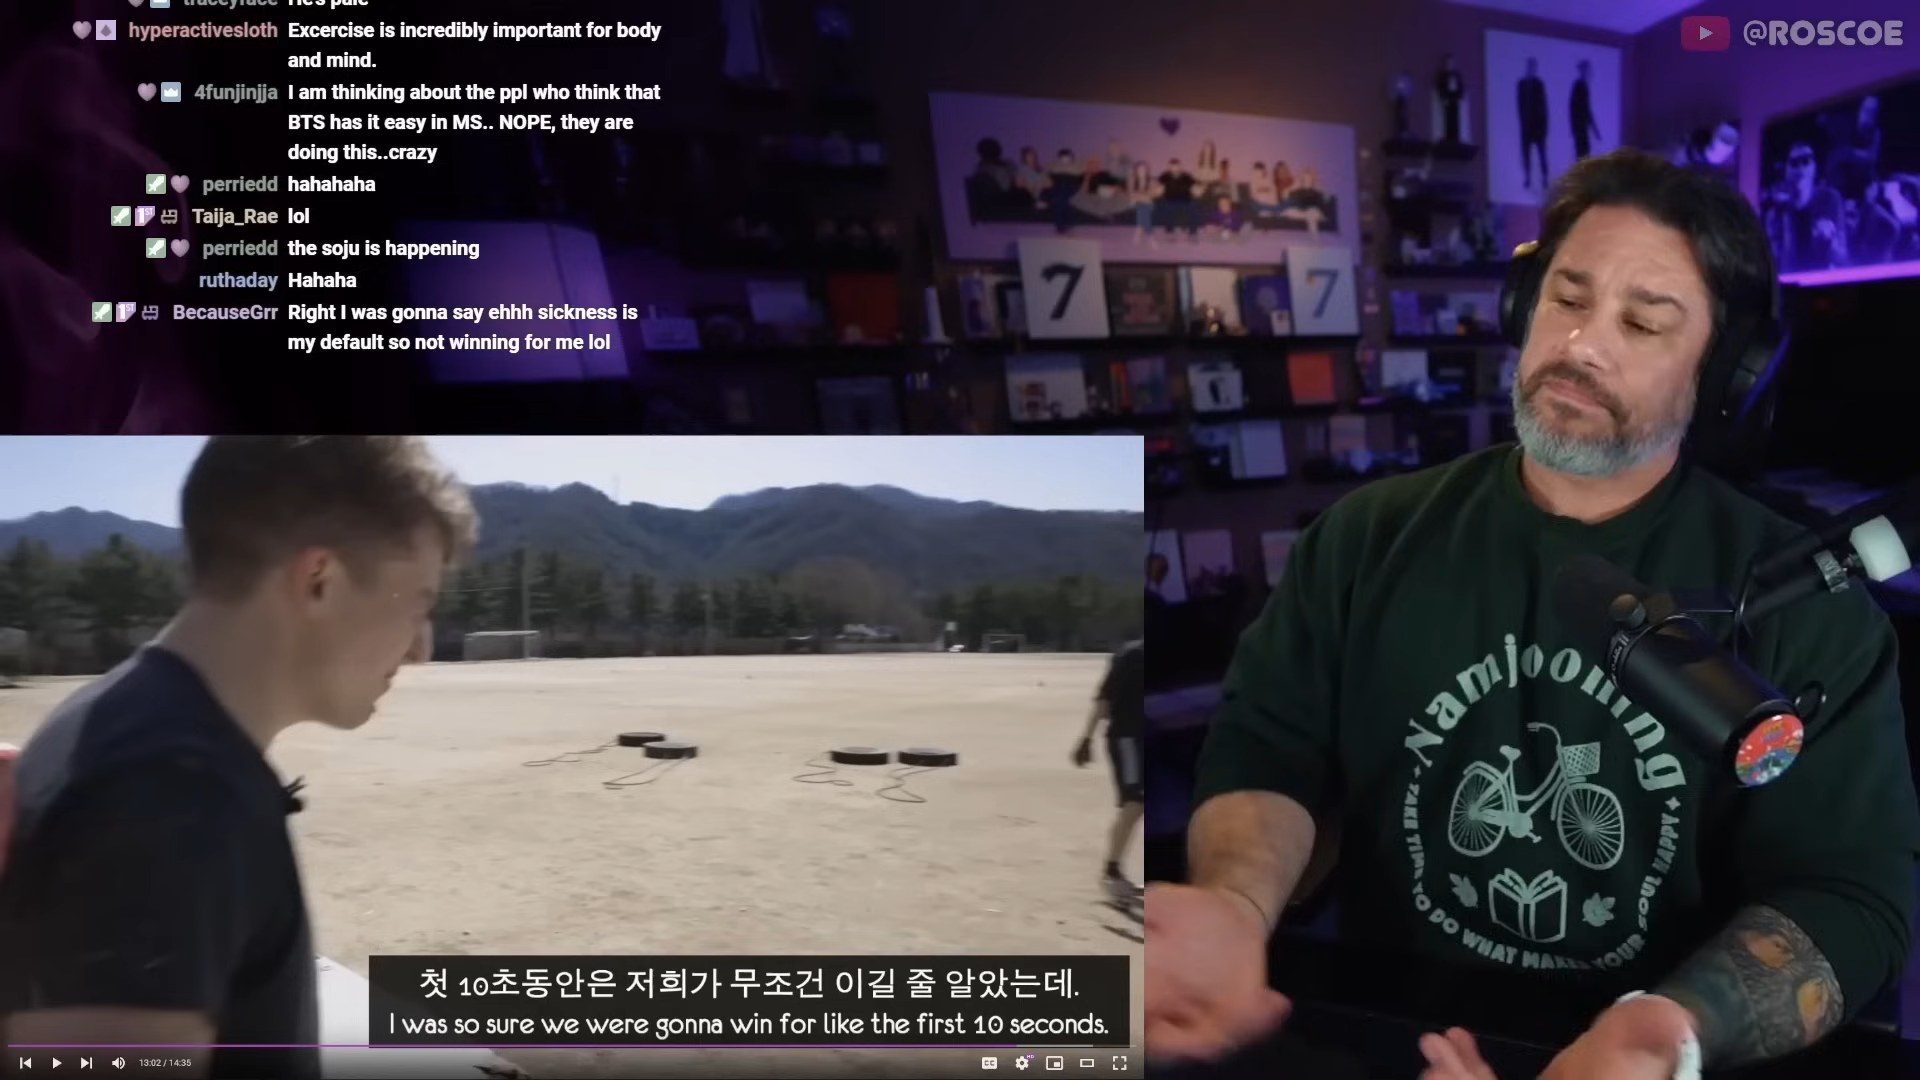 traceyface He's pale
hyperactivesloth Excercise is incredibly important for body
and mind.
4funjinjja I am thinking about the ppl who think that
BTS has it easy in MS.. NOPE, they are
doing this..crazy
perriedd hahahaha
Taija_Rae lol
perriedd the soju is happening
ruthaday Hahaha
BecauseGrr Right I was gonna say ehhh sickness is
my default so not winning for me lol
@ROSCOE
7 7
Namjooning
TAKE TIME TO DO WHAT MAKES YOUR SOUL HAPPY
첫 10초동안은 저희가 무조건 이길 줄 알았는데.
I was so sure we were gonna win for like the first 10 seconds.
13:02 / 14:35
CC HD